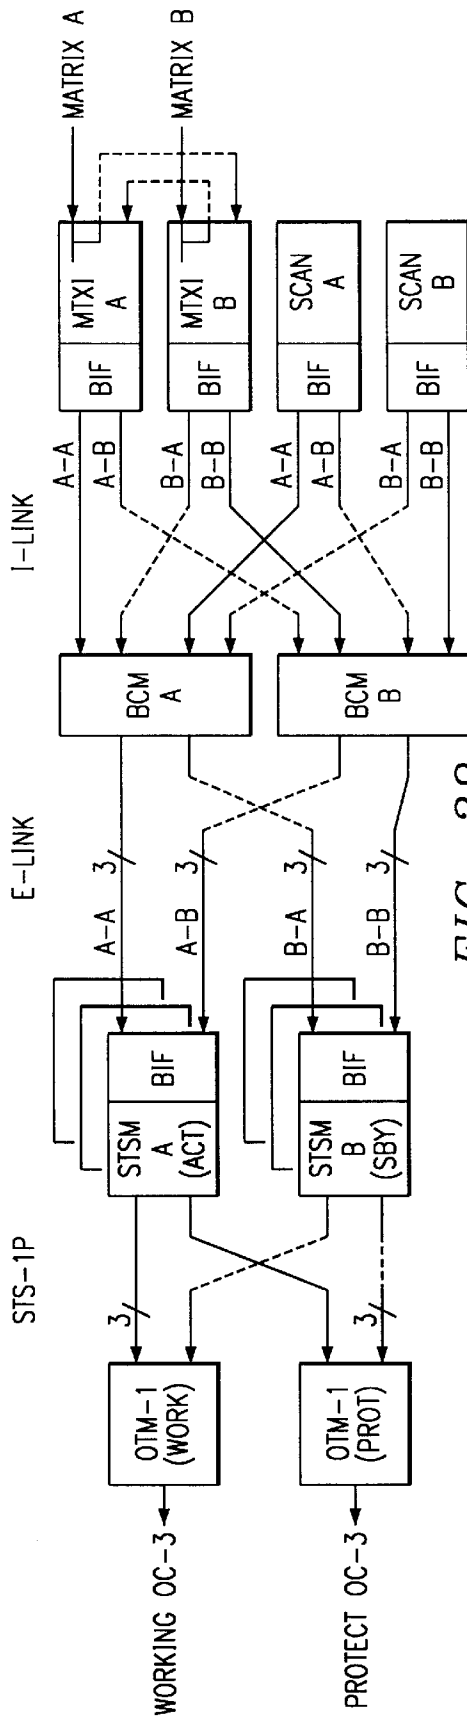 STS-1P
E-LINK
I-LINK
WORKING OC-3
PROTECT OC-3
OTM-1
(WORK)
OTM-1
(PROT)
3
3
STSM
A
(ACT)
BIF
STSM
B
(SBY)
BIF
A-A
3
A-B
3
B-A
3
B-B
3
BCM
A
BCM
B
A-A
A-B
B-A
B-B
A-A
A-B
B-A
B-B
BIF
MTXI
A
BIF
MTXI
B
BIF
SCAN
A
BIF
SCAN
B
MATRIX A
MATRIX B